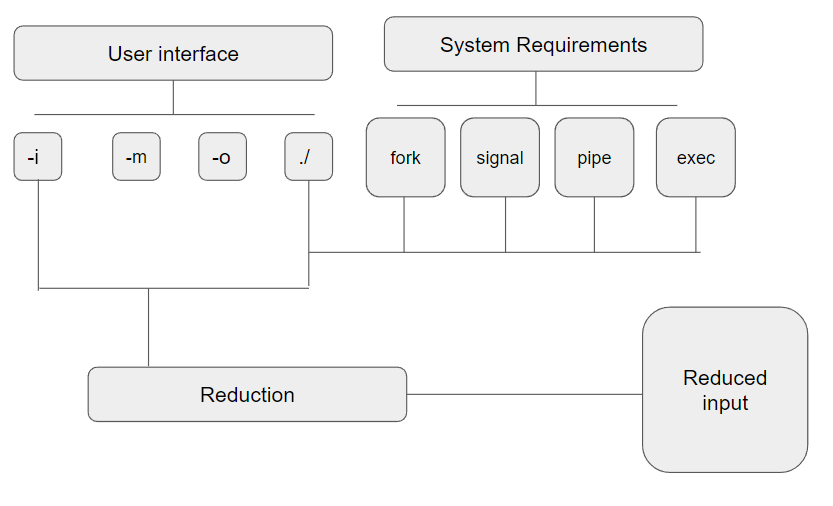 User interface
System Requirements
-i
-m
-o
./
fork
signal
pipe
exec
Reduction
Reduced
input